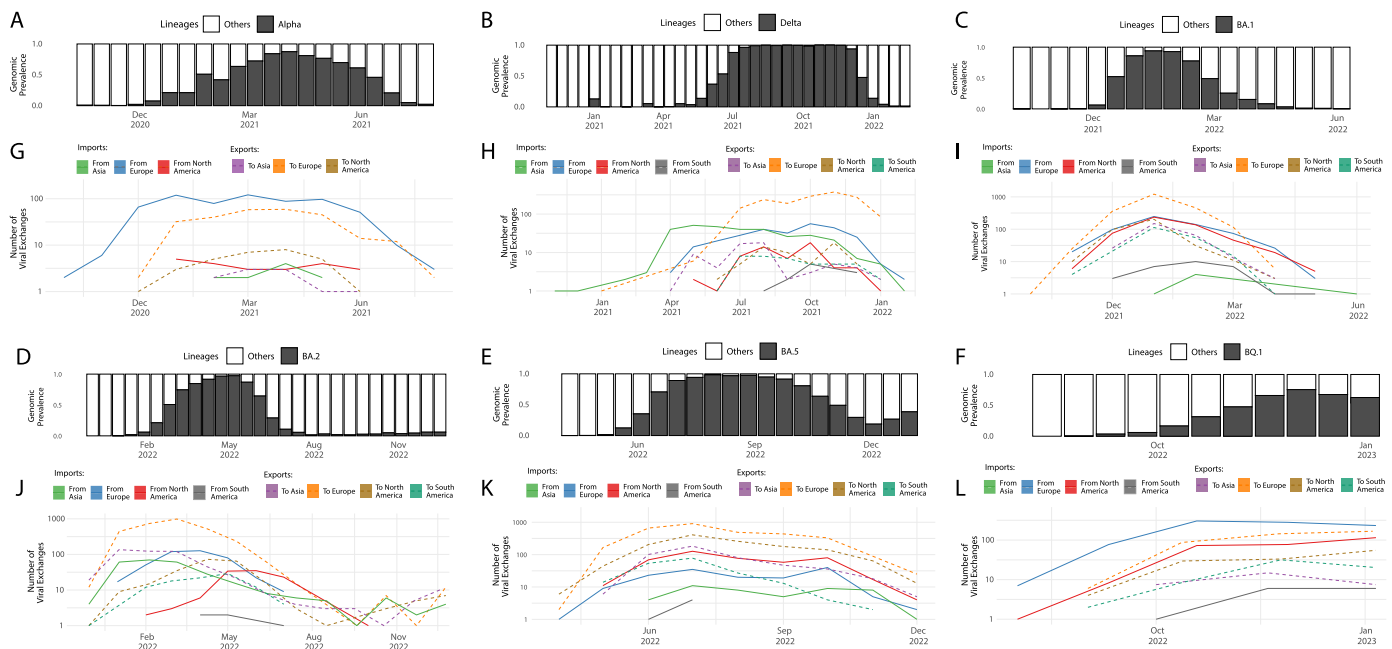 A
Lineages Others Alpha
Genomic
Prevalence
1.0
0.5
0.0
Dec
2020
Mar
2021
Jun
2021
B
Lineages Others Delta
Genomic
Prevalence
1.0
0.5
0.0
Jan
2021
Apr
2021
Jul
2021
Oct
2021
Jan
2022
C
Lineages Others BA.1
Genomic
Prevalence
1.0
0.5
0.0
Dec
2021
Mar
2022
Jun
2022
G
Imports: Exports:
From Asia
From Europe
From North America
To Asia
To Europe
To North America
Number of
Viral Exchanges
100
10
1
Dec
2020
Mar
2021
Jun
2021
H
Imports: Exports:
From Asia
From Europe
From North America
From South America
To Asia
To Europe
To North America
To South America
Number of
Viral Exchanges
100
10
1
Jan
2021
Apr
2021
Jul
2021
Oct
2021
Jan
2022
I
Imports: Exports:
From Asia
From Europe
From North America
From South America
To Asia
To Europe
To North America
To South America
Number of
Viral Exchanges
1000
100
10
1
Dec
2021
Mar
2022
Jun
2022
D
Lineages Others BA.2
Genomic
Prevalence
1.0
0.5
0.0
Feb
2022
May
2022
Aug
2022
Nov
2022
E
Lineages Others BA.5
Genomic
Prevalence
1.0
0.5
0.0
Jun
2022
Sep
2022
Dec
2022
F
Lineages Others BQ.1
Genomic
Prevalence
1.0
0.5
0.0
Oct
2022
Jan
2023
J
Imports: Exports:
From Asia
From Europe
From North America
From South America
To Asia
To Europe
To North America
To South America
Number of
Viral Exchanges
1000
100
10
1
Feb
2022
May
2022
Aug
2022
Nov
2022
K
Imports: Exports:
From Asia
From Europe
From North America
From South America
To Asia
To Europe
To North America
To South America
Number of
Viral Exchanges
1000
100
10
1
Jun
2022
Sep
2022
Dec
2022
L
Imports: Exports:
From Asia
From Europe
From North America
From South America
To Asia
To Europe
To North America
To South America
Number of
Viral Exchanges
100
10
1
Oct
2022
Jan
2023